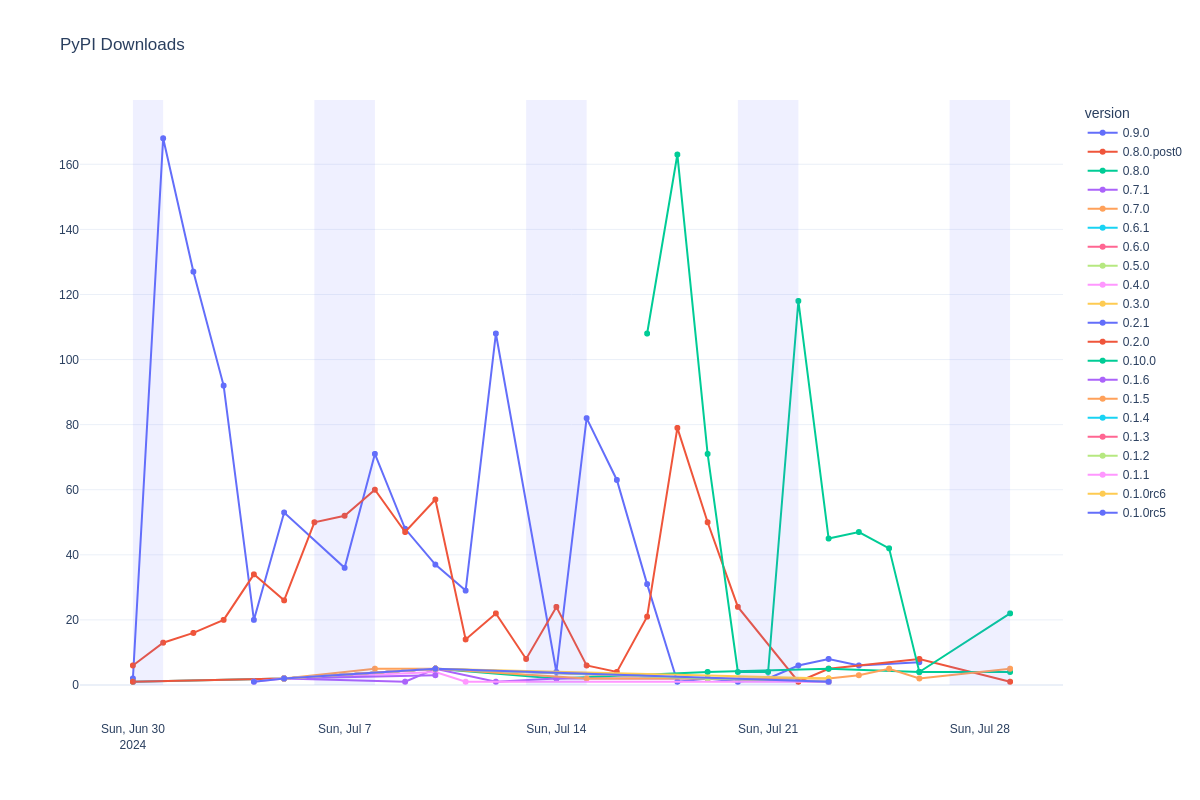 PyPI Downloads
160
140
120
100
80
60
40
20
0
Sun, Jun 30
2024
Sun, Jul 7
Sun, Jul 14
Sun, Jul 21
Sun, Jul 28
version
0.9.0
0.8.0.post0
0.8.0
0.7.1
0.7.0
0.6.1
0.6.0
0.5.0
0.4.0
0.3.0
0.2.1
0.2.0
0.10.0
0.1.6
0.1.5
0.1.4
0.1.3
0.1.2
0.1.1
0.1.0rc6
0.1.0rc5